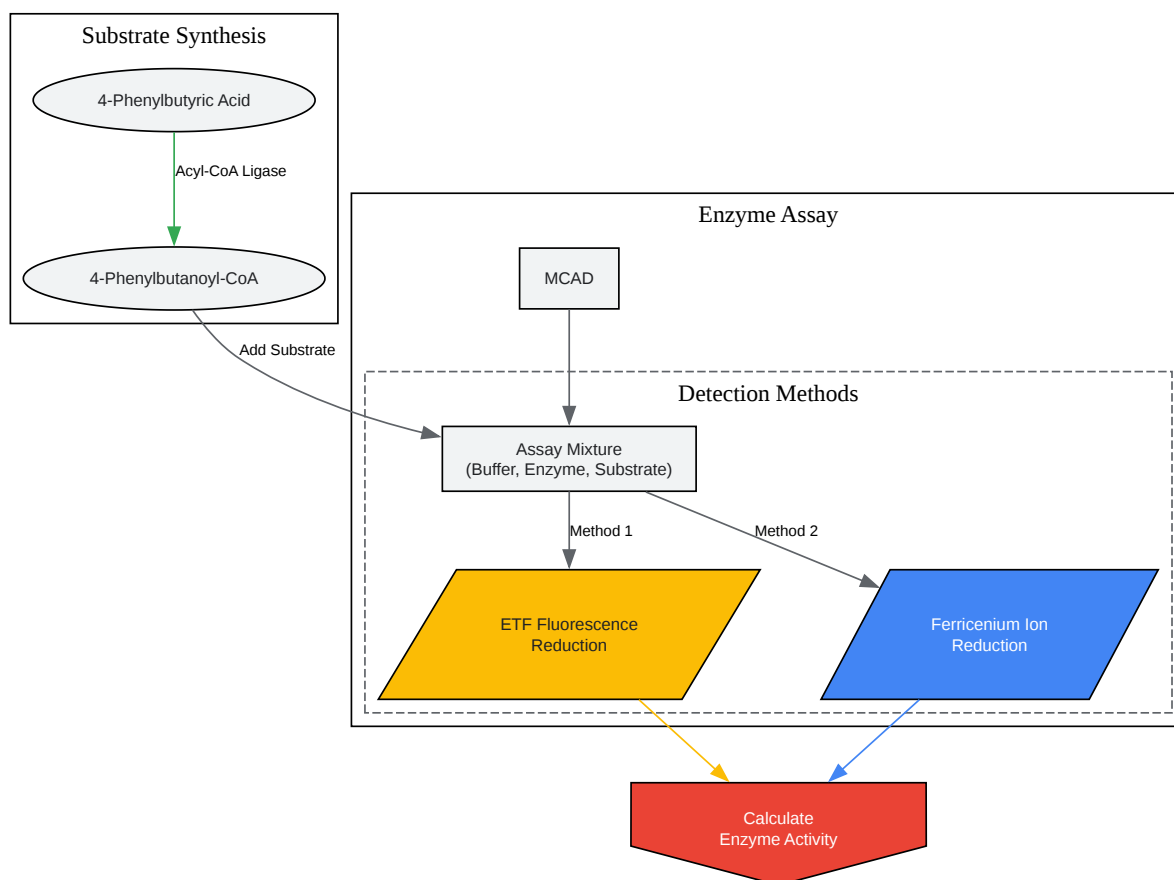 Substrate Synthesis
4-Phenylbutyric Acid
Acyl-CoA Ligase
4-Phenylbutanoyl-CoA
Add Substrate
Enzyme Assay
MCAD
Detection Methods
Assay Mixture
(Buffer, Enzyme, Substrate)
Method 1
Method 2
ETF Fluorescence
Reduction
Ferricenium Ion
Reduction
Calculate
Enzyme Activity